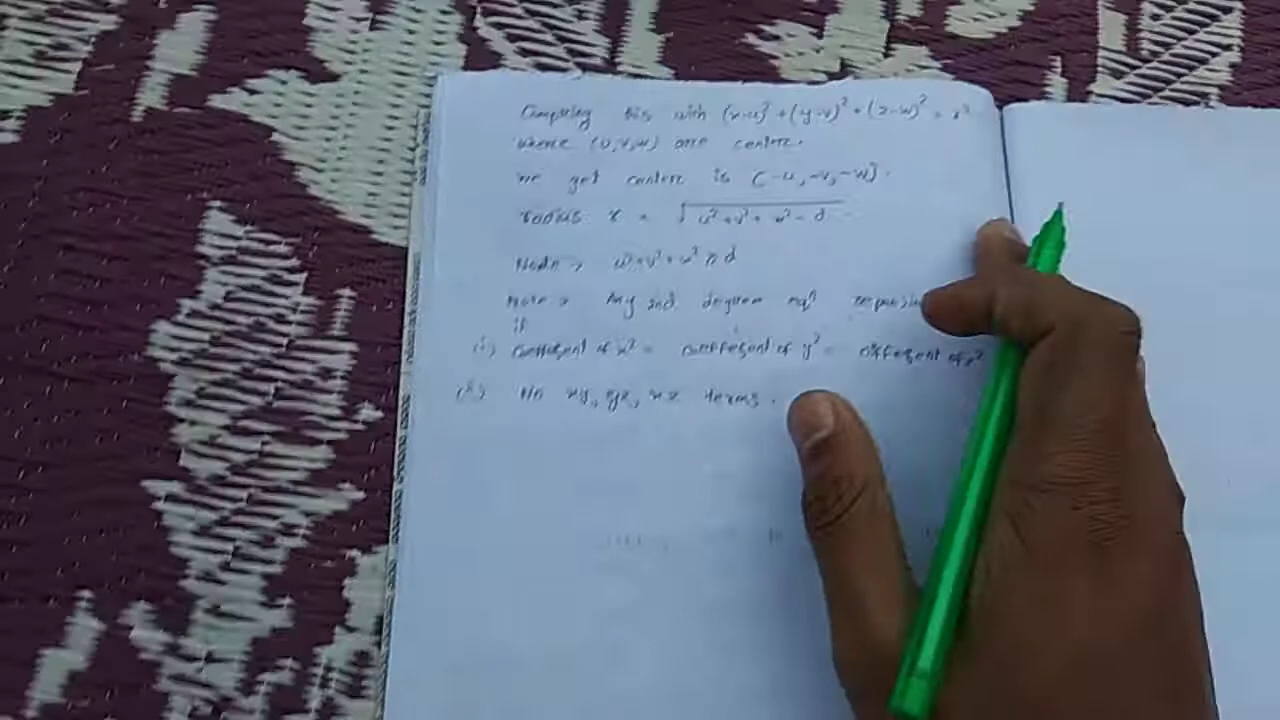 Comparing this with (x-u)² + (y-v)² + (z-w)² = r²
where (u,v,w) are centre.
we get centre is (-u, -v, -w).
radius r = √u² + v² + w² - d
Note > u² + v² + w² ≥ d
Note > Any 2nd degree eqn
if
(i) coefficient of x² = coefficient of y² = coefficient of z²
(ii) No xy, yz, xz terms.